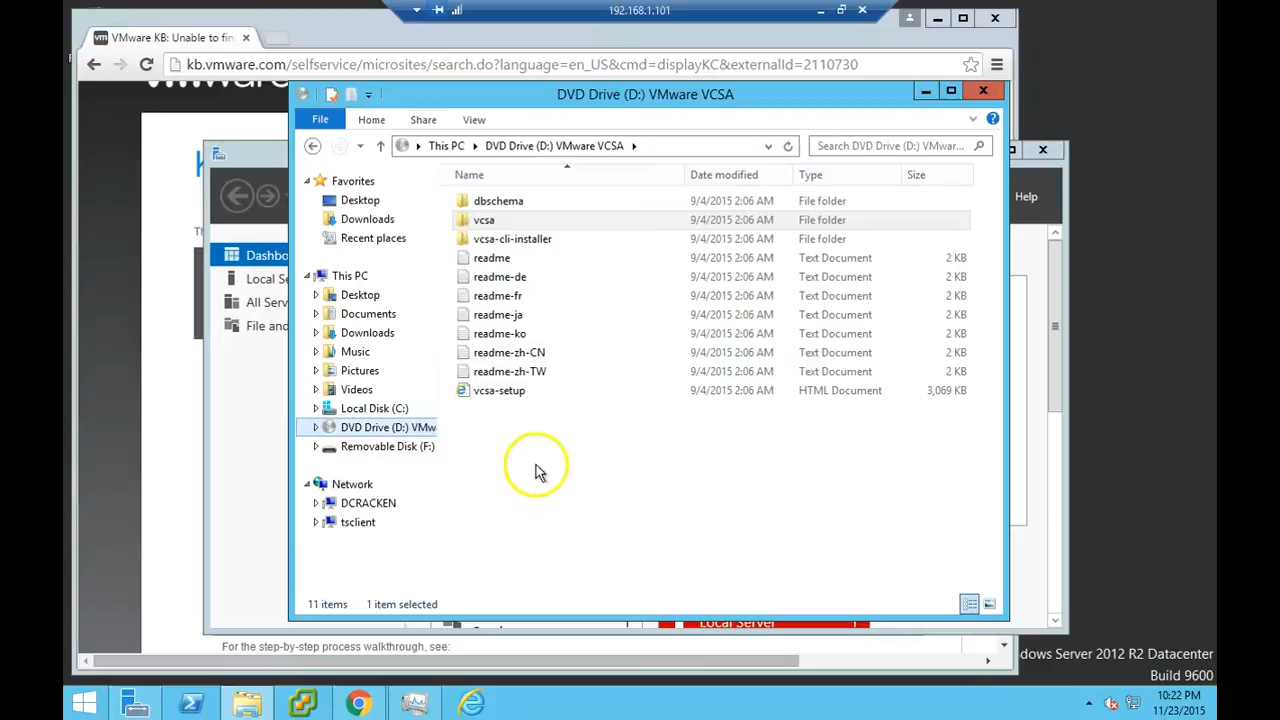 192.168.1.101
VMware KB: Unable to fin
kb.vmware.com/selfservice/microsites/search.do?language=en_US&cmd=displayKC&externalId=2110730
DVD Drive (D:) VMware VCSA
File Home Share View
This PC DVD Drive (D:) VMware VCSA
Search DVD Drive (D:) VMwar...
Name Date modified Type Size
Favorites
Desktop
Downloads
Recent places
This PC
Desktop
Documents
Downloads
Music
Pictures
Videos
Local Disk (C:)
DVD Drive (D:) VMw
Removable Disk (F:)
Network
DCRACKEN
tsclient
dbschema 9/4/2015 2:06 AM File folder
vcsa 9/4/2015 2:06 AM File folder
vcsa-cli-installer 9/4/2015 2:06 AM File folder
readme 9/4/2015 2:06 AM Text Document 2 KB
readme-de 9/4/2015 2:06 AM Text Document 2 KB
readme-fr 9/4/2015 2:06 AM Text Document 2 KB
readme-ja 9/4/2015 2:06 AM Text Document 2 KB
readme-ko 9/4/2015 2:06 AM Text Document 2 KB
readme-zh-CN 9/4/2015 2:06 AM Text Document 2 KB
readme-zh-TW 9/4/2015 2:06 AM Text Document 2 KB
vcsa-setup 9/4/2015 2:06 AM HTML Document 3,069 KB
11 items 1 item selected
Help
Dashbo
Local Se
All Serv
File and
Local Server
For the step-by-step process walkthrough, see:
dows Server 2012 R2 Datacenter
Build 9600
10:22 PM
11/23/2015